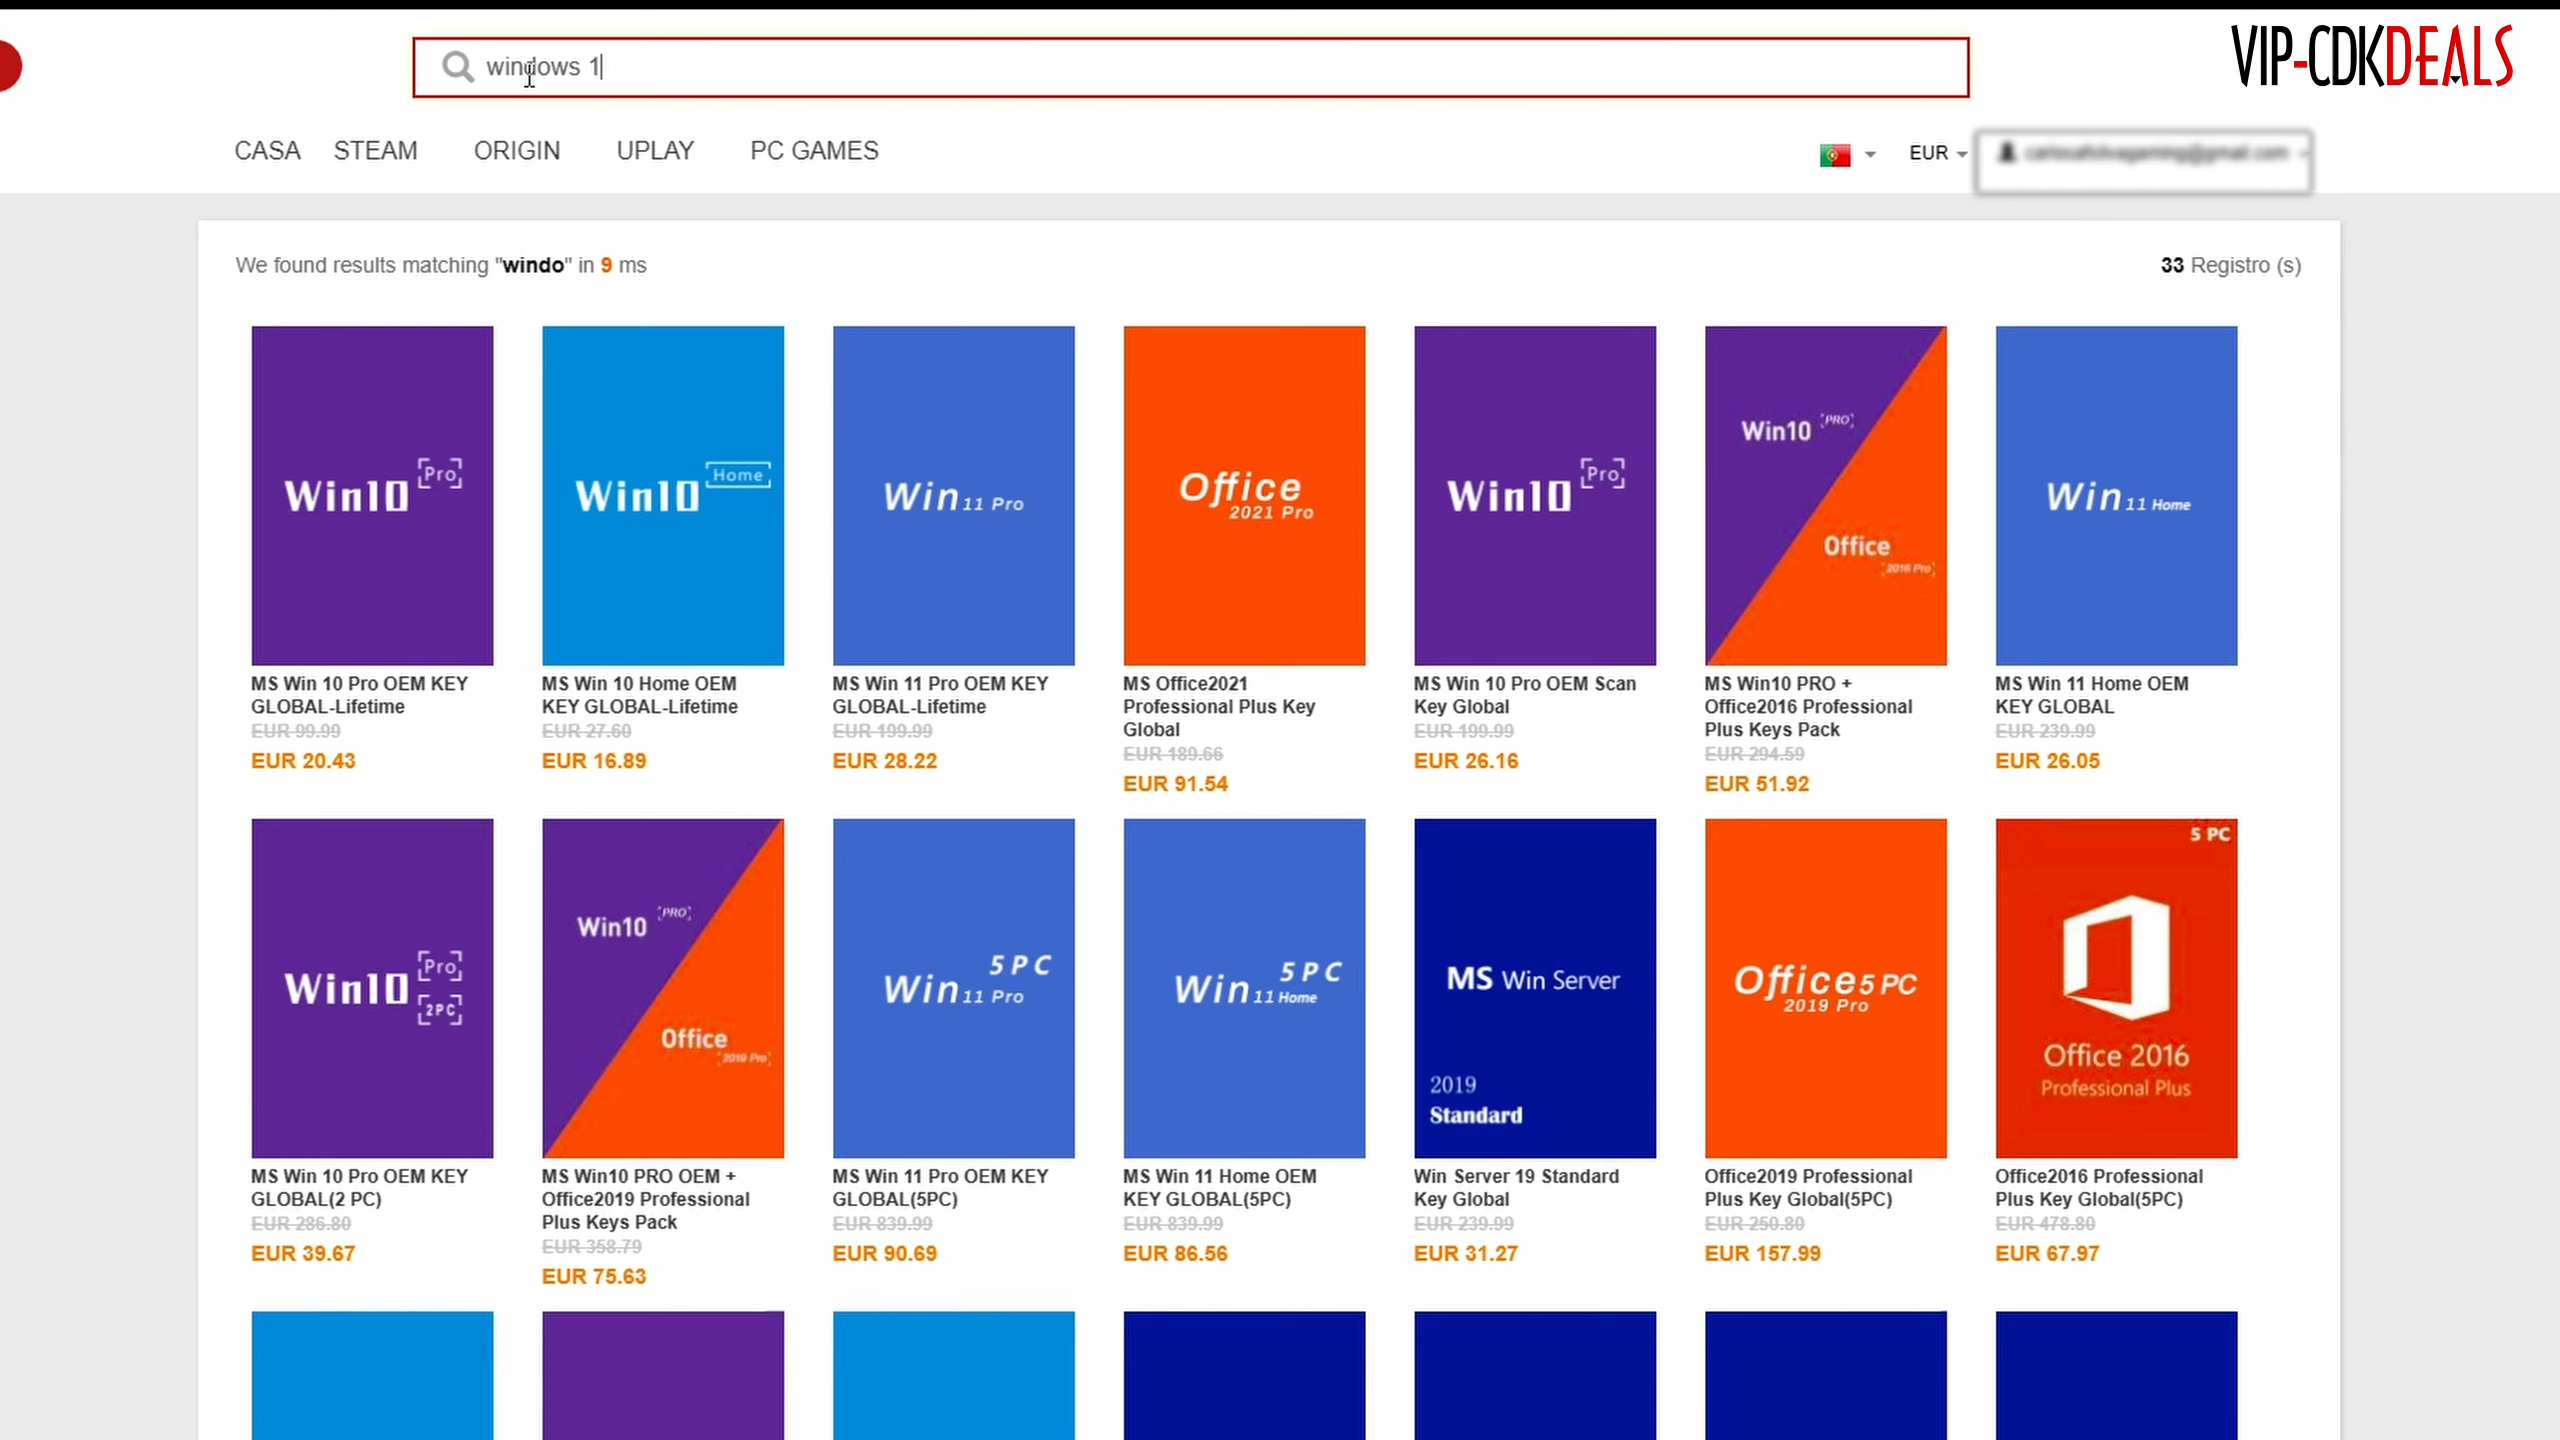 windows 1
VIP-CDKDEALS
CASA STEAM ORIGIN UPLAY PC GAMES
EUR
We found results matching "windo" in 9 ms
33 Registro (s)
Win10 Pro
Win10 Home
Win 11 Pro
Office
2021 Pro
Win10 Pro
Win10 [PRO]
Office
[2016 Pro]
Win 11 Home
MS Win 10 Pro OEM KEY
GLOBAL-Lifetime
EUR 99.99
EUR 20.43
MS Win 10 Home OEM
KEY GLOBAL-Lifetime
EUR 27.60
EUR 16.89
MS Win 11 Pro OEM KEY
GLOBAL-Lifetime
EUR 199.99
EUR 28.22
MS Office2021
Professional Plus Key
Global
EUR 189.66
EUR 91.54
MS Win 10 Pro OEM Scan
Key Global
EUR 199.99
EUR 26.16
MS Win10 PRO +
Office2016 Professional
Plus Keys Pack
EUR 294.59
EUR 51.92
MS Win 11 Home OEM
KEY GLOBAL
EUR 239.99
EUR 26.05
Win10 Pro
2PC
Win10 [PRO]
Office
[2019 Pro]
5 PC
Win 11 Pro
5 PC
Win 11 Home
MS Win Server
2019
Standard
Office 5 PC
2019 Pro
5 PC
Office 2016
Professional Plus
MS Win 10 Pro OEM KEY
GLOBAL(2 PC)
EUR 286.80
EUR 39.67
MS Win10 PRO OEM +
Office2019 Professional
Plus Keys Pack
EUR 358.79
EUR 75.63
MS Win 11 Pro OEM KEY
GLOBAL(5PC)
EUR 839.99
EUR 90.69
MS Win 11 Home OEM
KEY GLOBAL(5PC)
EUR 839.99
EUR 86.56
Win Server 19 Standard
Key Global
EUR 239.99
EUR 31.27
Office2019 Professional
Plus Key Global(5PC)
EUR 250.80
EUR 157.99
Office2016 Professional
Plus Key Global(5PC)
EUR 478.80
EUR 67.97